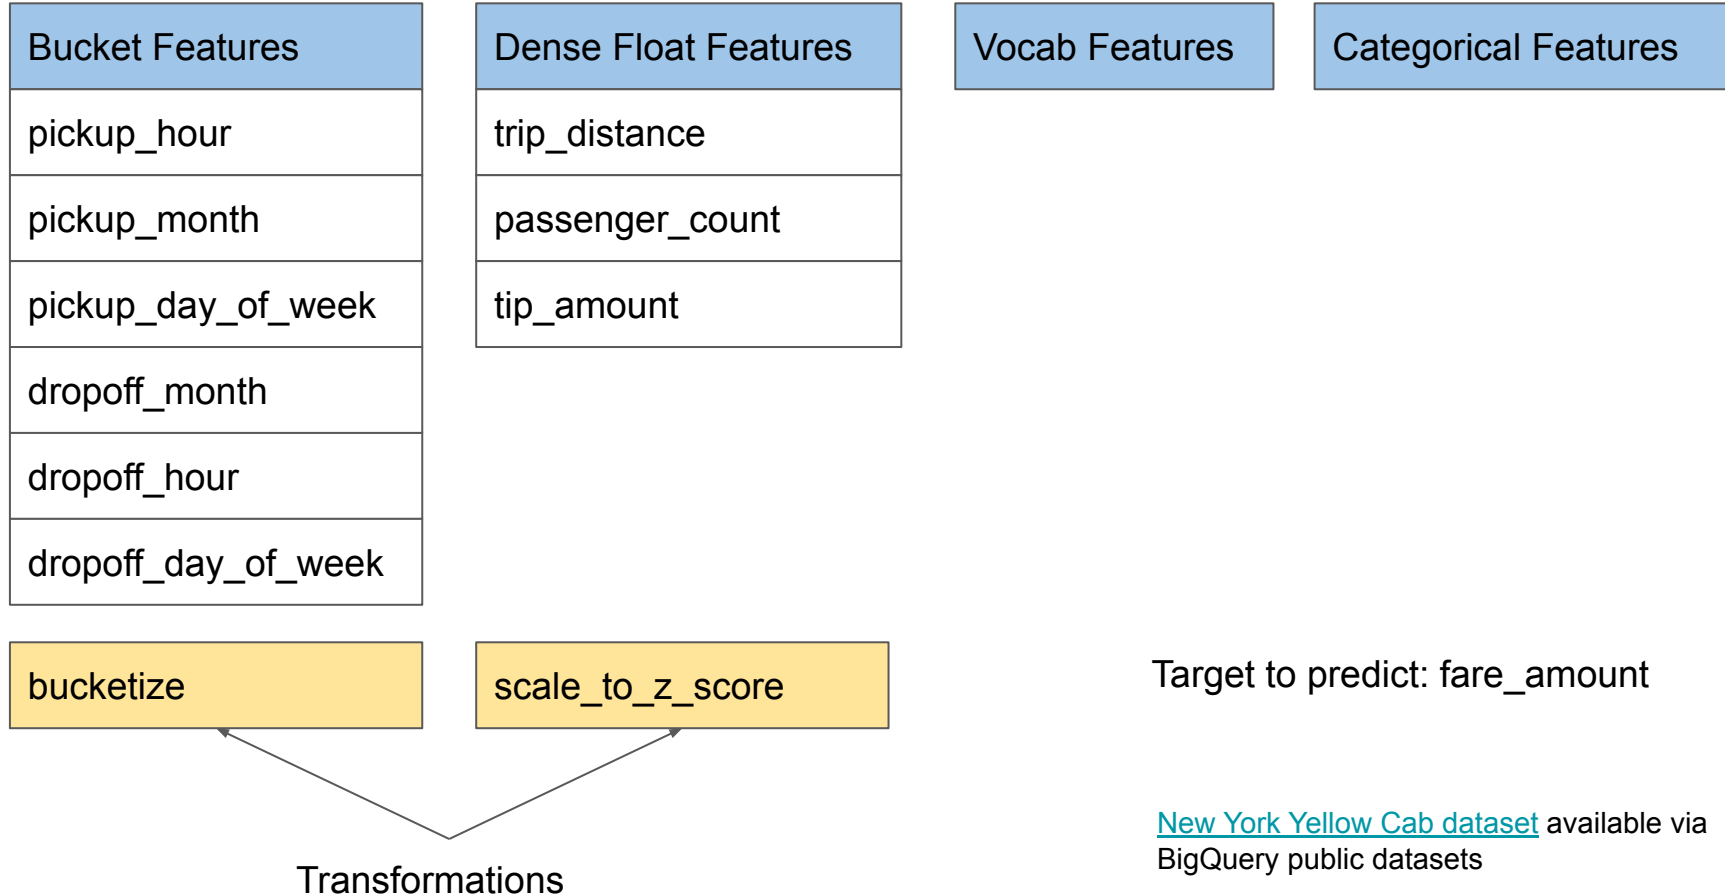 Bucket Features
pickup_hour
pickup_month
pickup_day_of_week
dropoff_month
dropoff_hour
dropoff_day_of_week
bucketize
Dense Float Features
trip_distance
passenger_count
tip_amount
scale_to_z_score
Vocab Features
Categorical Features
Transformations
Target to predict: fare_amount
New York Yellow Cab dataset available via
BigQuery public datasets